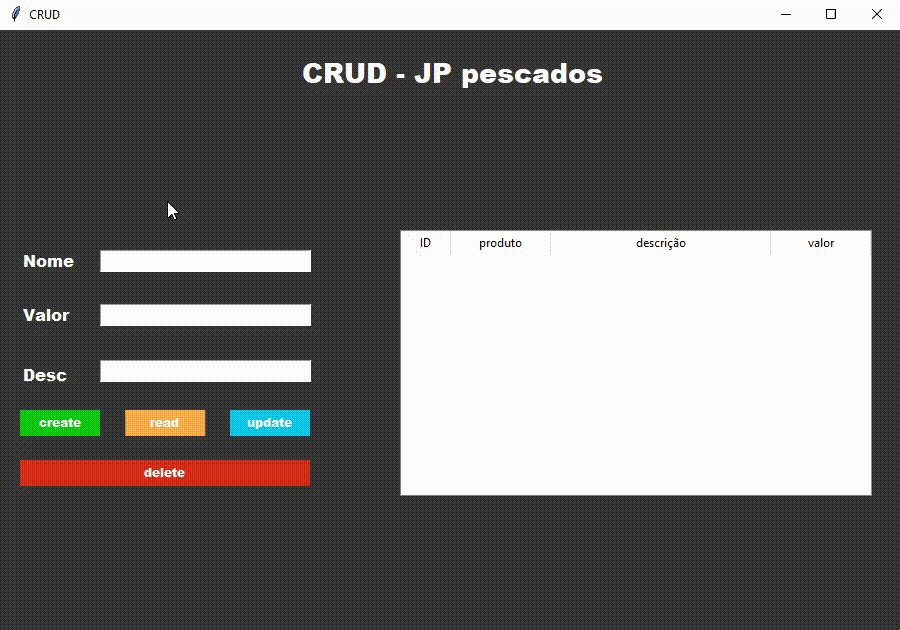 CRUD
CRUD - JP pescados
ID produto descrição valor
Nome
Valor
Desc
create read update
delete